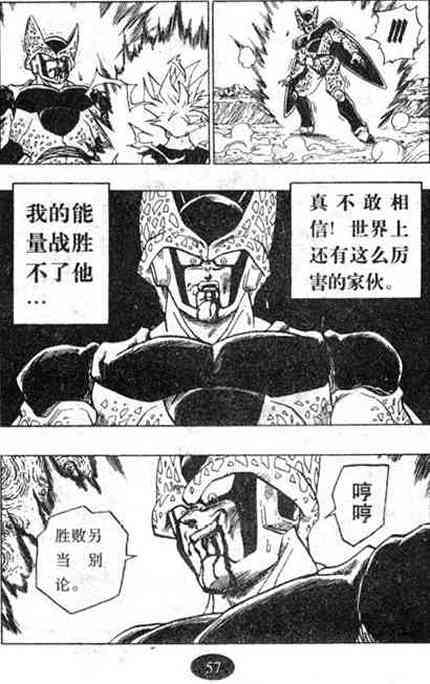 真不敢相
信！世界上
还有这么厉
害的家伙。
我的能
量战胜
不了他
…
哼
哼
胜败另
当别
论。
57